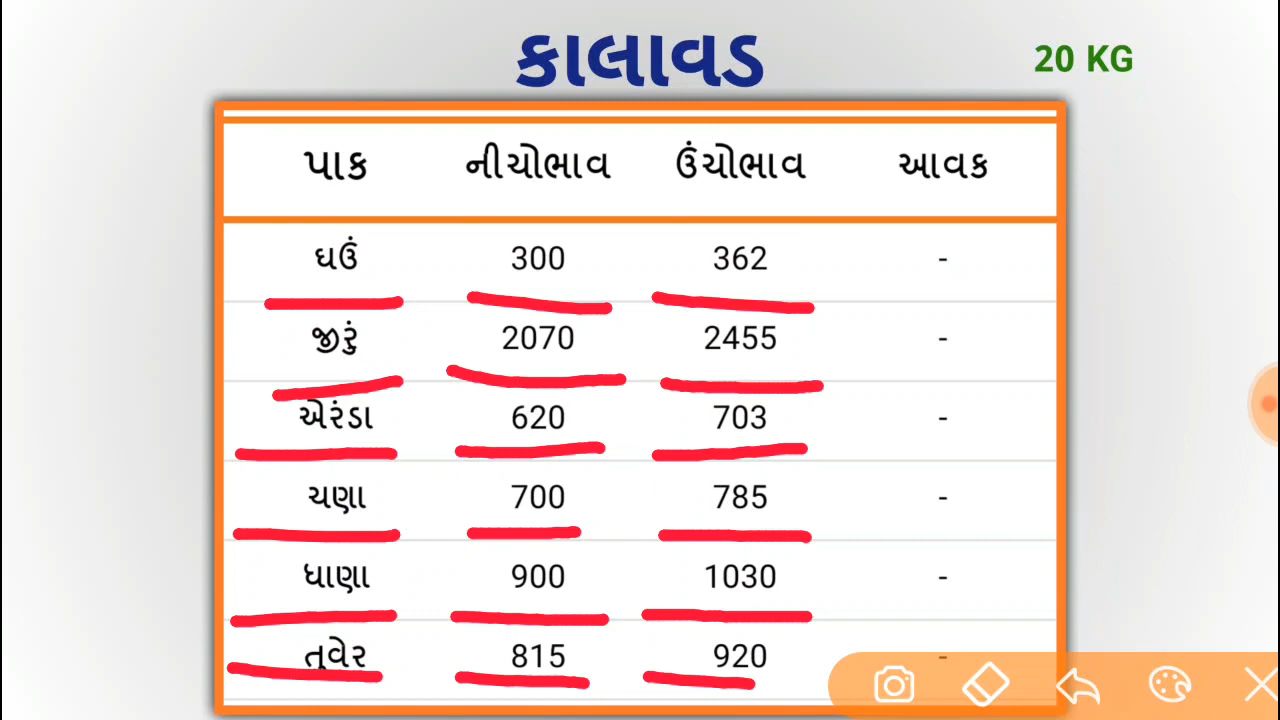 કાલાવડ
20 KG
પાક નીચોભાવ ઉંચોભાવ આવક
ઘઉં 300 362 -
જીરું 2070 2455 -
એરંડા 620 703 -
ચણા 700 785 -
ધાણા 900 1030 -
તુવેર 815 920 -